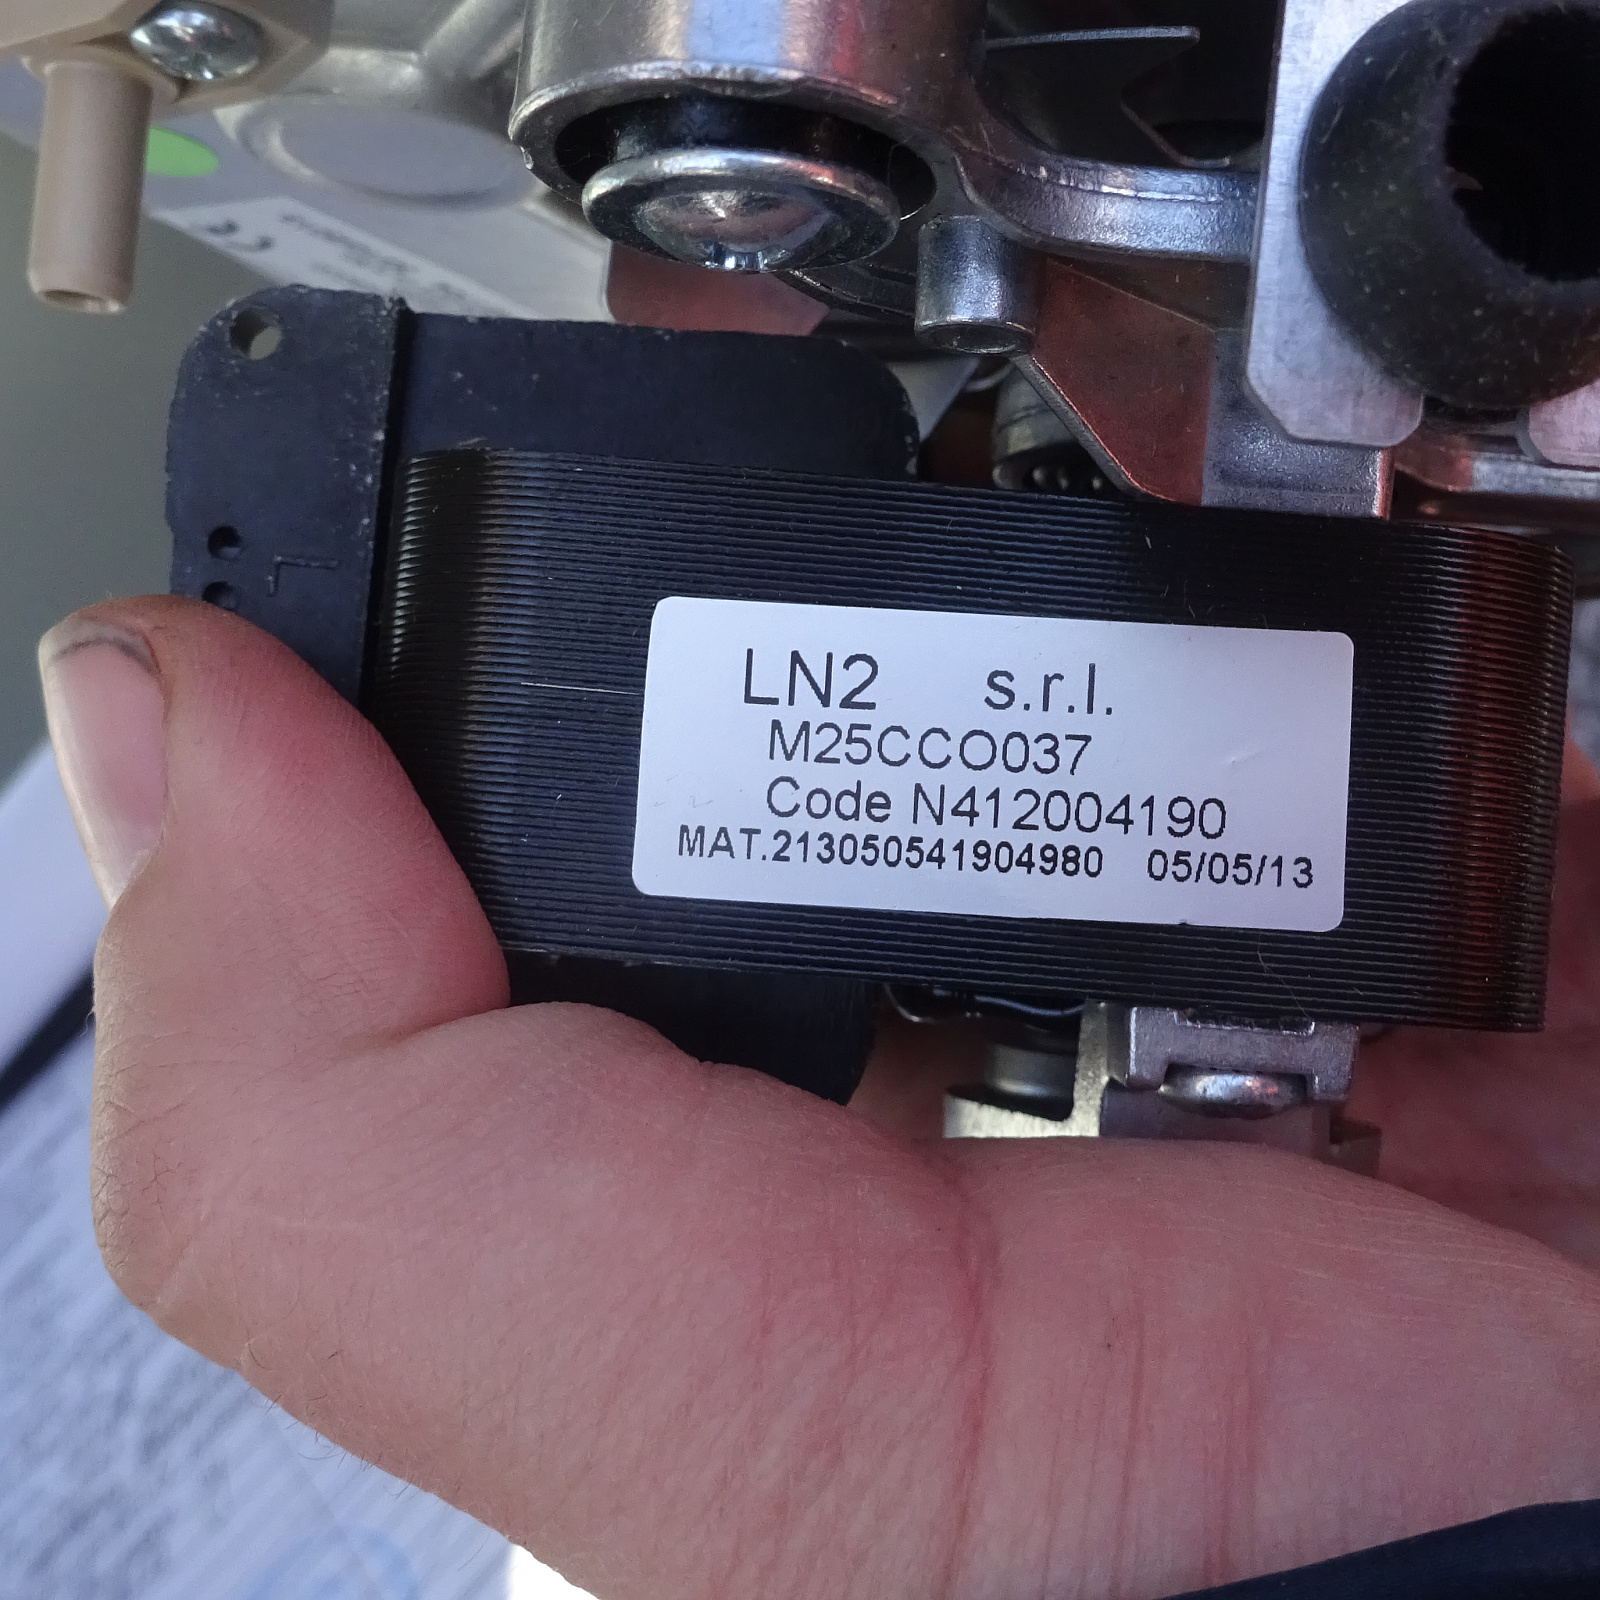 LN2 s.r.l.
M25CCO037
Code N412004190
MAT.213050541904980 05/05/13
L